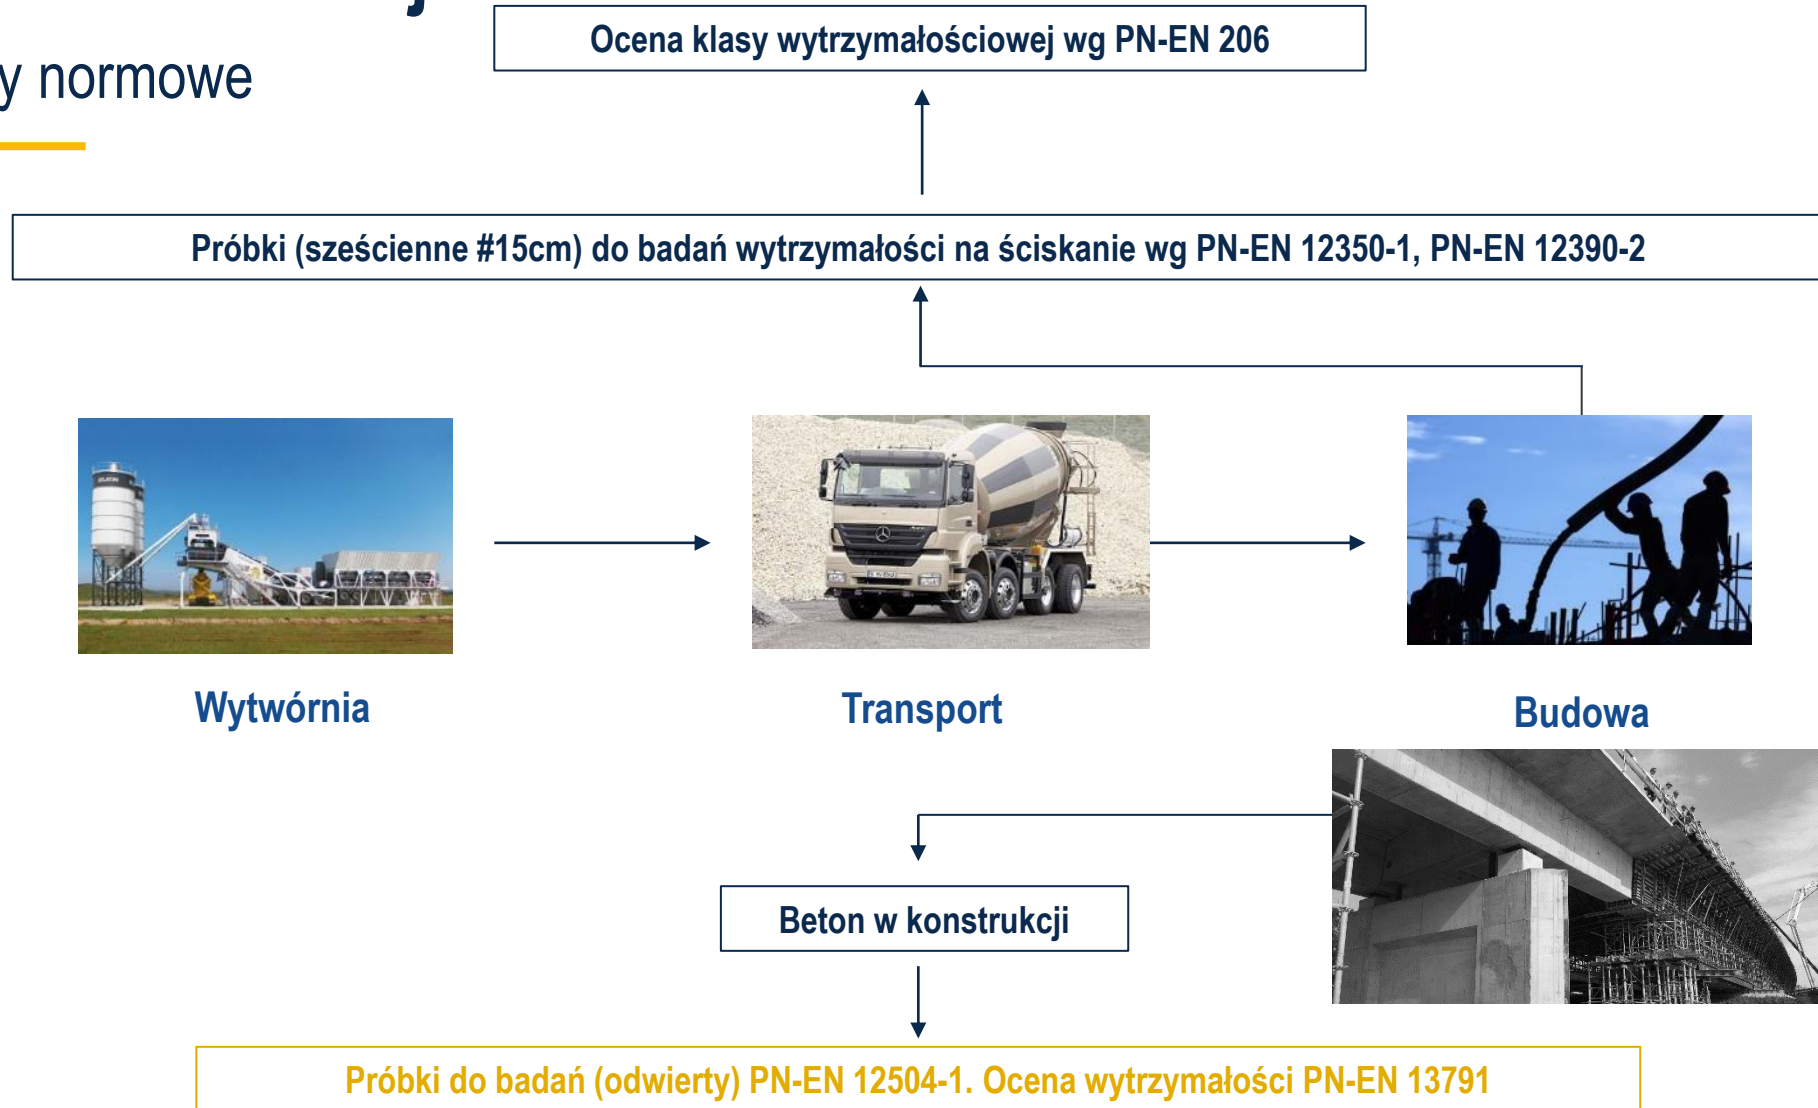 y normowe
Ocena klasy wytrzymałościowej wg PN-EN 206
Próbki (sześcienne #15cm) do badań wytrzymałości na ściskanie wg PN-EN 12350-1, PN-EN 12390-2
Wytwórnia
Transport
Budowa
Beton w konstrukcji
Próbki do badań (odwierty) PN-EN 12504-1. Ocena wytrzymałości PN-EN 13791